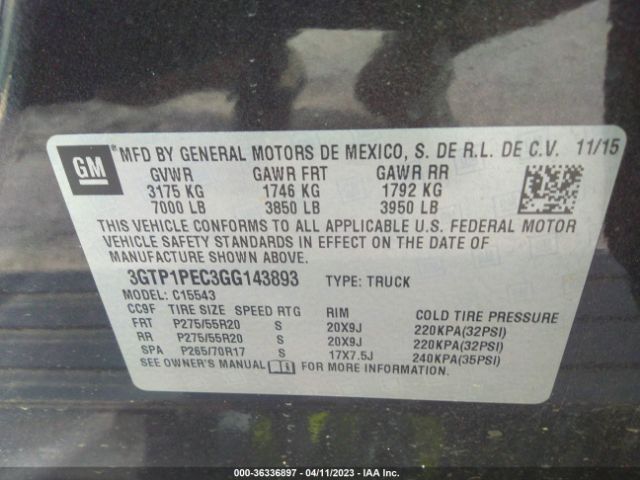 GM ® MFD BY GENERAL MOTORS DE MEXICO, S. DE R.L. DE C.V. 11/15
GVWR GAWR FRT GAWR RR
3175 KG 1746 KG 1792 KG
7000 LB 3850 LB 3950 LB
THIS VEHICLE CONFORMS TO ALL APPLICABLE U.S. FEDERAL MOTOR
VEHICLE SAFETY STANDARDS IN EFFECT ON THE DATE OF
MANUFACTURE SHOWN ABOVE.
3GTP1PEC3GG143893 TYPE: TRUCK
MODEL: C15543
CC9F TIRE SIZE SPEED RTG RIM COLD TIRE PRESSURE
FRT P275/55R20 S 20X9J 220KPA(32PSI)
RR P275/55R20 S 20X9J 220KPA(32PSI)
SPA P265/70R17 S 17X7.5J 240KPA(35PSI)
SEE OWNER'S MANUAL FOR MORE INFORMATION.
000-36336897 / 04/11/2023 / IAA Inc.